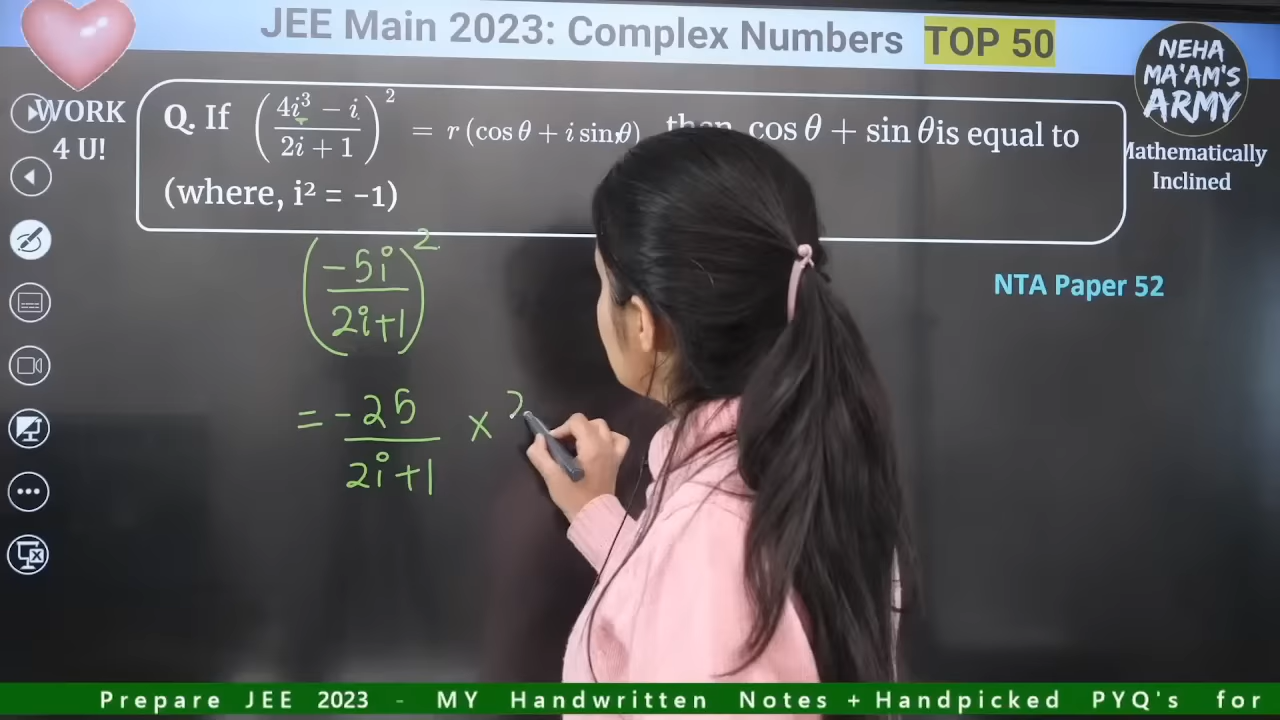 JEE Main 2023: Complex Numbers TOP 50
WORK
4 U!
NEHA
MA'AM'S
ARMY
Mathematically
Inclined
Q. If ((4i³ − i)/(2i + 1))² = r (cos θ + i sin θ), then cos θ + sin θ is equal to
(where, i² = -1)
NTA Paper 52
(-5i/(2i+1))²
= -25/(2i+1) ×
Prepare JEE 2023 - MY Handwritten Notes + Handpicked PYQ's for